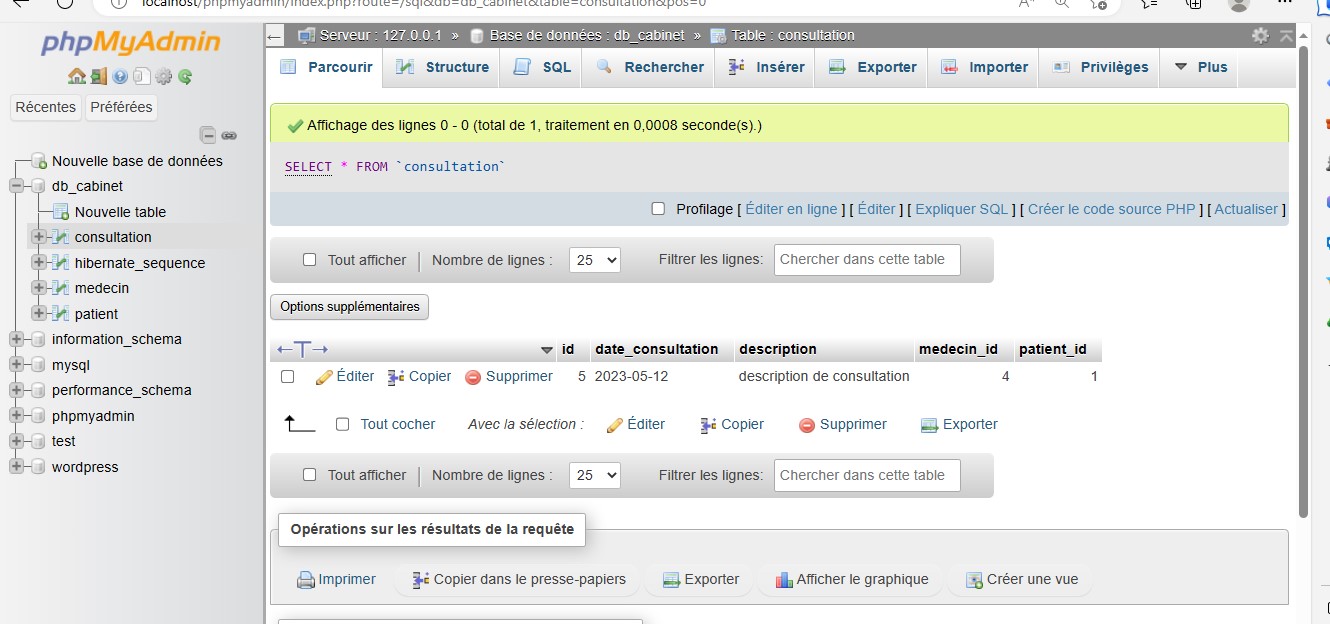 localhost/phpmyadmin/index.php?route=/sql&db=db_cabinet&table=consultation&pos=0
phpMyAdmin
Récentes Préférées
Nouvelle base de données
db_cabinet
Nouvelle table
consultation
hibernate_sequence
medecin
patient
information_schema
mysql
performance_schema
phpmyadmin
test
wordpress
Serveur : 127.0.0.1 » Base de données : db_cabinet » Table : consultation
Parcourir Structure SQL Rechercher Insérer Exporter Importer Privilèges Plus
Affichage des lignes 0 - 0 (total de 1, traitement en 0,0008 seconde(s).)
SELECT * FROM `consultation`
Profilage [ Éditer en ligne ] [ Éditer ] [ Expliquer SQL ] [ Créer le code source PHP ] [ Actualiser ]
Tout afficher | Nombre de lignes : 25 Filtrer les lignes: Chercher dans cette table
Options supplémentaires
←T→ id date_consultation description medecin_id patient_id
Éditer Copier Supprimer 5 2023-05-12 description de consultation 4 1
Tout cocher Avec la sélection : Éditer Copier Supprimer Exporter
Tout afficher | Nombre de lignes : 25 Filtrer les lignes: Chercher dans cette table
Opérations sur les résultats de la requête
Imprimer Copier dans le presse-papiers Exporter Afficher le graphique Créer une vue